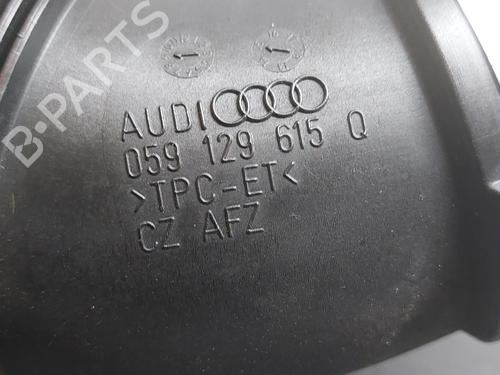 B-PARTS
AUDI
059 129 615 Q
>TPC-ET<
CZ AFZ